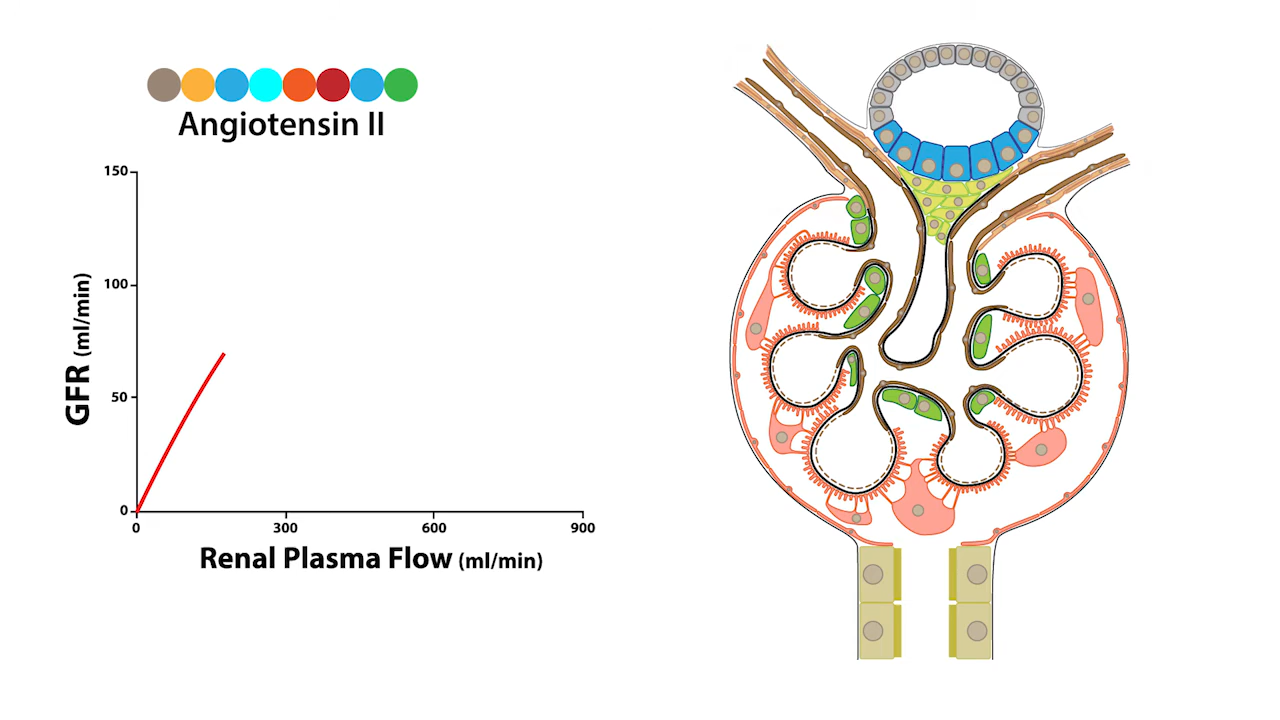 Angiotensin II
150
100
50
0
GFR (ml/min)
0 300 600 900
Renal Plasma Flow (ml/min)